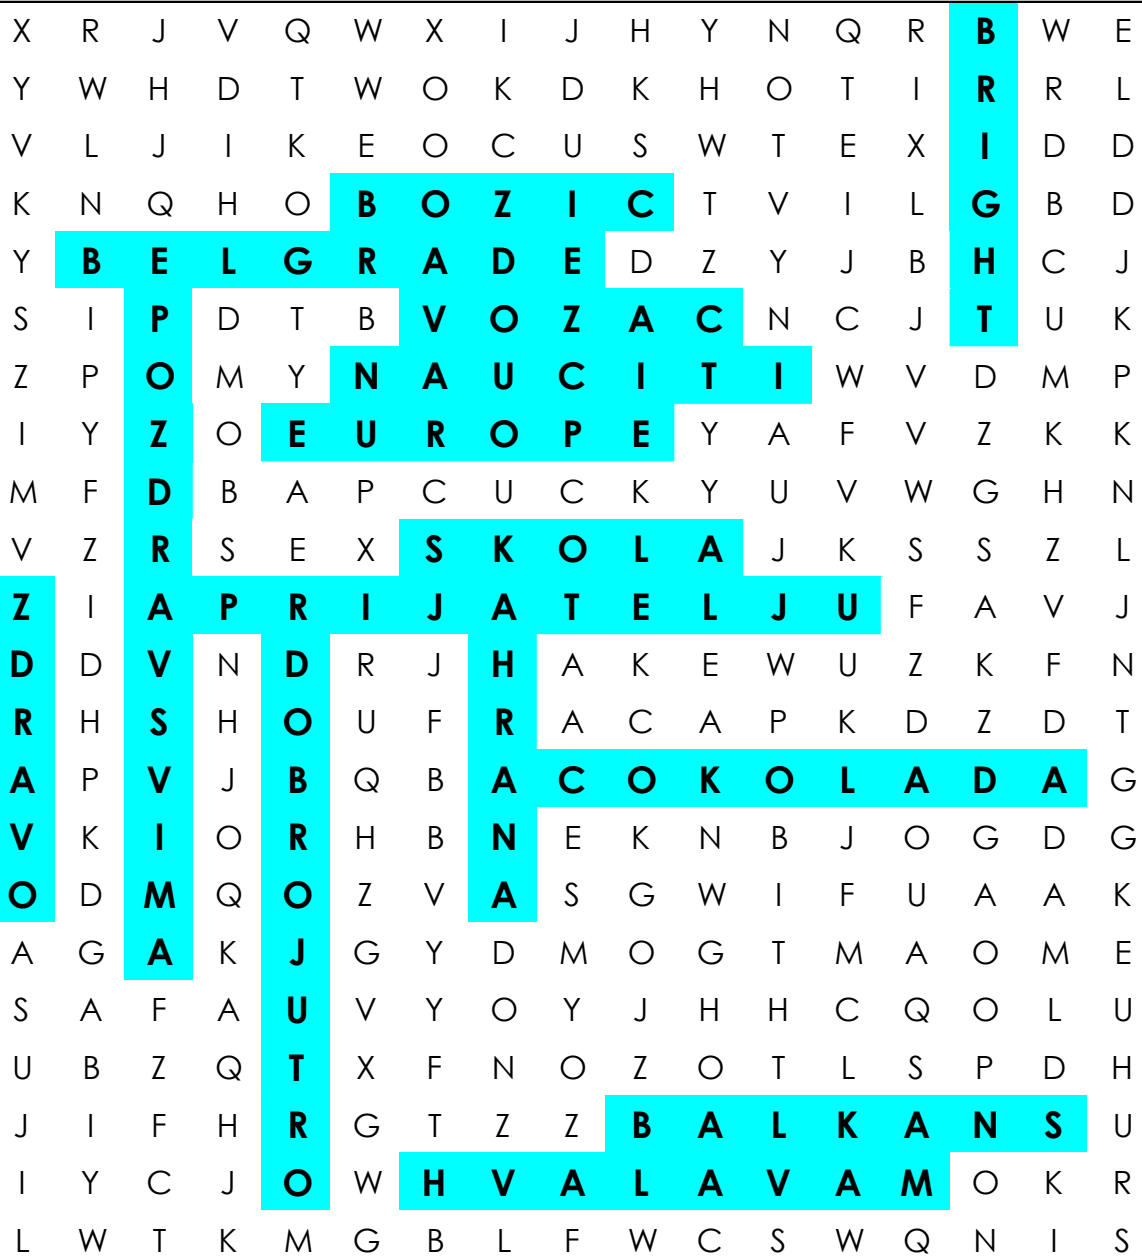 X R J V Q W X I J H Y N Q R B W E
Y W H D T W O K D K H O T I R R L
V L J I K E O C U S W T E X I D D
K N Q H O B O Z I C T V I L G B D
Y B E L G R A D E D Z Y J B H C J
S I P D T B V O Z A C N C J T U K
Z P O M Y N A U C I T I W V D M P
I Y Z O E U R O P E Y A F V Z K K
M F D B A P C U C K Y U V W G H N
V Z R S E X S K O L A J K S S Z L
Z I A P R I J A T E L J U F A V J
D D V N D R J H A K E W U Z K F N
R H S H O U F R A C A P K D Z D T
A P V J B Q B A C O K O L A D A G
V K I O R H B N E K N B J O G D G
O D M Q O Z V A S G W I F U A A K
A G A K J G Y D M O G T M A O M E
S A F A U V Y O Y J H H C Q O L U
U B Z Q T X F N O Z O T L S P D H
J I F H R G T Z Z B A L K A N S U
I Y C J O W H V A L A V A M O K R
L W T K M G B L F W C S W Q N I S